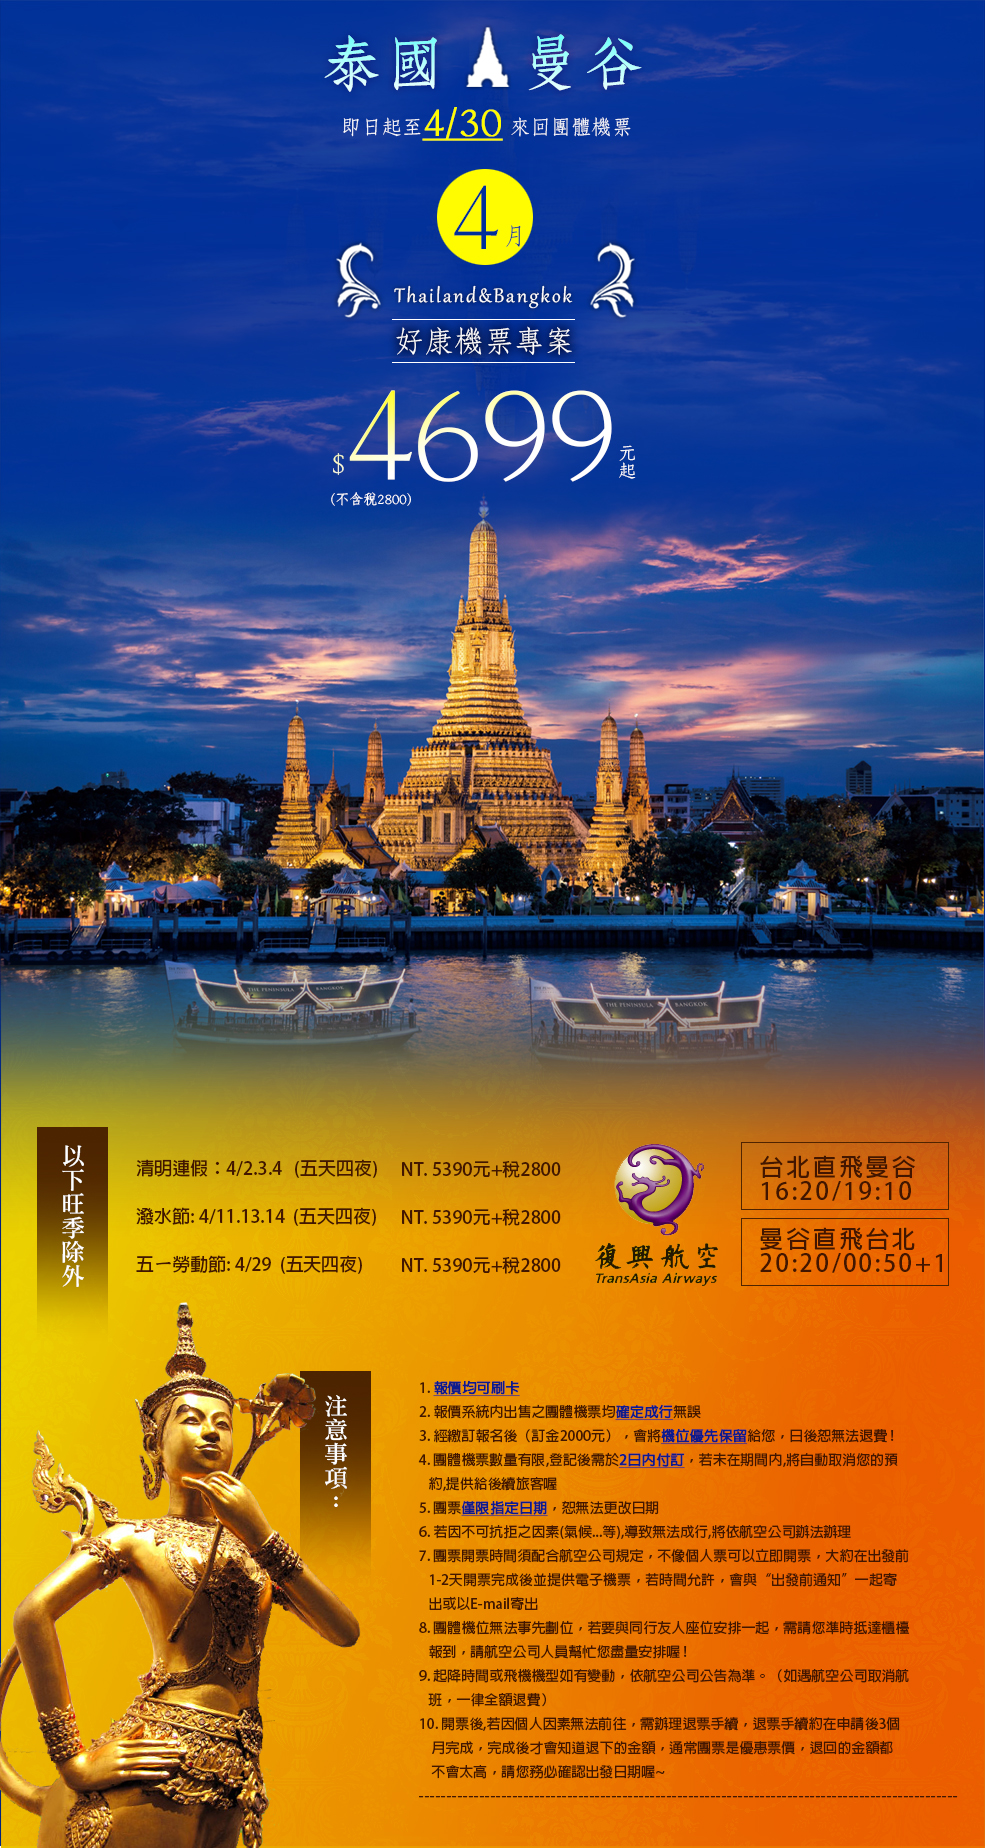 泰國 曼谷
即日起至4/30 來回團體機票
4月
Thailand&Bangkok
好康機票專案
$4699元起
(不含稅2800)
THE PENINSULA BANGKOK
THE PENINSULA BANGKOK
以下旺季除外
清明連假：4/2.3.4 (五天四夜) NT. 5390元+稅2800
潑水節: 4/11.13.14 (五天四夜) NT. 5390元+稅2800
五一勞動節: 4/29 (五天四夜) NT. 5390元+稅2800
復興航空
TransAsia Airways
台北直飛曼谷
16:20/19:10
曼谷直飛台北
20:20/00:50+1
注意事項：
1. 報價均可刷卡
2. 報價系統內出售之團體機票均確定成行無誤
3. 經繳訂報名後（訂金2000元），會將機位優先保留給您，日後恕無法退費！
4. 團體機票數量有限,登記後需於2日内付訂，若未在期間内,將自動取消您的預
約,提供給後續旅客喔
5. 團票僅限指定日期，恕無法更改日期
6. 若因不可抗拒之因素(氣候...等),導致無法成行,將依航空公司辦法辦理
7. 團票開票時間須配合航空公司規定，不像個人票可以立即開票，大約在出發前
1-2天開票完成後並提供電子機票，若時間允許，會與“出發前通知”一起寄
出或以E-mail寄出
8. 團體機位無法事先劃位，若要與同行友人座位安排一起，需請您準時抵達櫃檯
報到，請航空公司人員幫忙您盡量安排喔！
9. 起降時間或飛機機型如有變動，依航空公司公告為準。（如遇航空公司取消航
班，一律全額退費）
10. 開票後,若因個人因素無法前往，需辦理退票手續，退票手續約在申請後3個
月完成，完成後才會知道退下的金額，通常團票是優惠票價，退回的金額都
不會太高，請您務必確認出發日期喔~